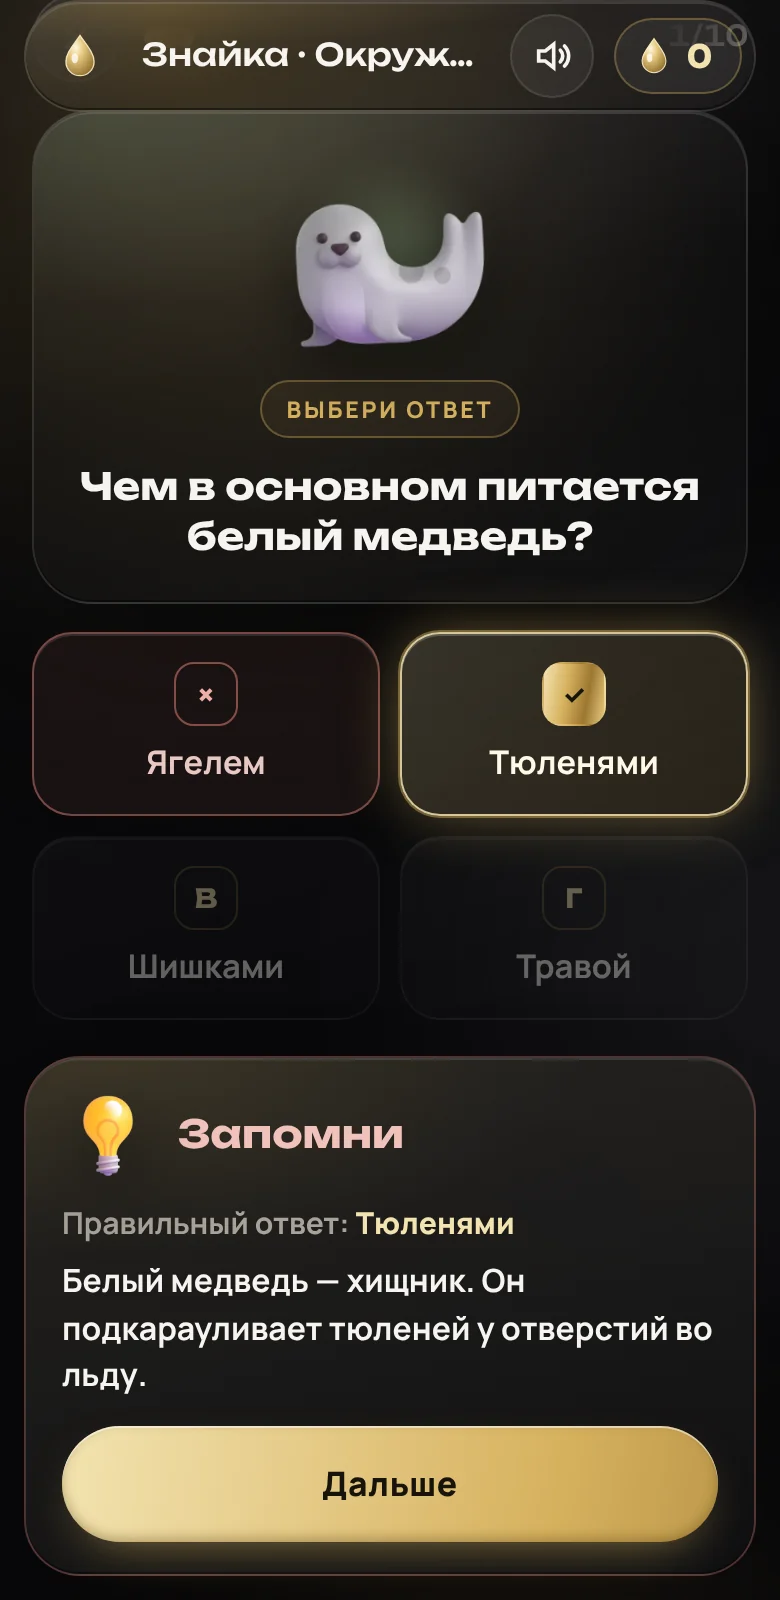 Знайка · Окруж...
1/10
0
ВЫБЕРИ ОТВЕТ
Чем в основном питается
белый медведь?
Ягелем
Тюленями
В
Шишками
Г
Травой
Запомни
Правильный ответ: Тюленями
Белый медведь — хищник. Он
подкарауливает тюленей у отверстий во
льду.
Дальше